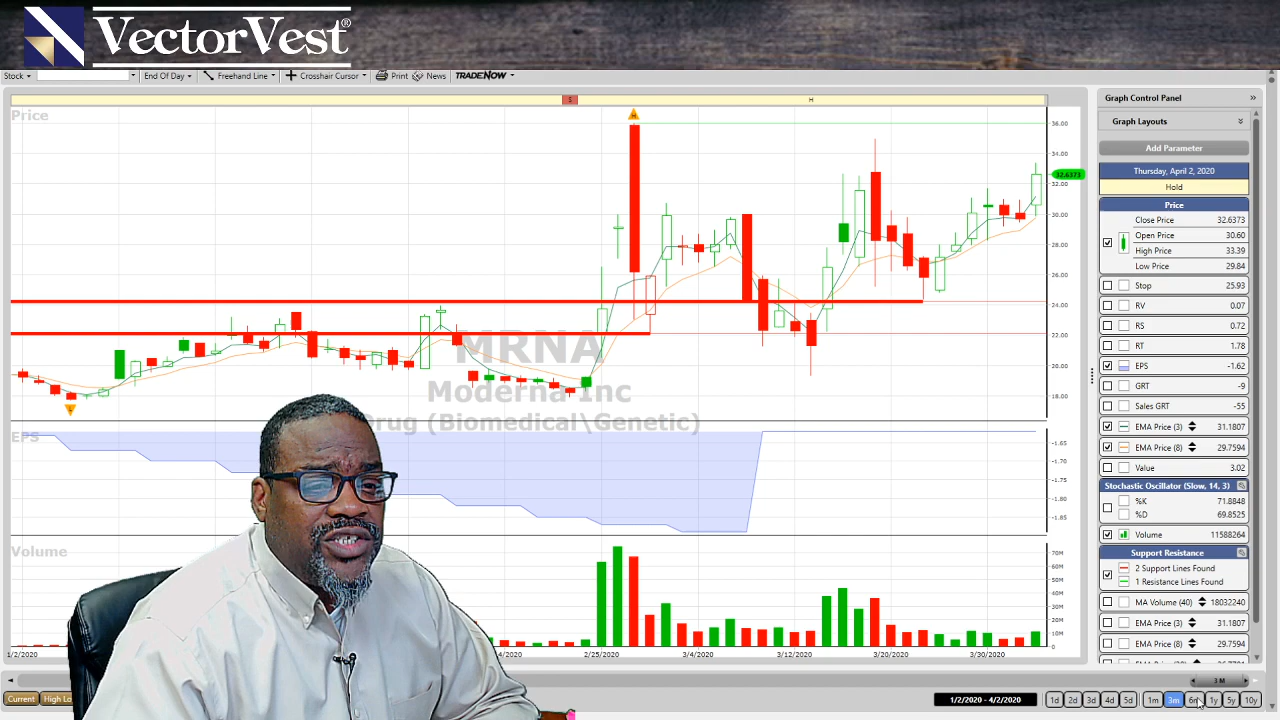 VectorVest®
Stock End Of Day Freehand Line Crosshair Cursor Print News TRADENOW
Graph Control Panel
Graph Layouts
Add Parameter
Thursday, April 2, 2020
Hold
Price
Close Price 32.6373
Open Price 30.60
High Price 33.39
Low Price 29.84
Stop 25.93
RV 0.07
RS 0.72
RT 1.78
EPS -1.62
GRT -9
Sales GRT -55
EMA Price (3) 31.1807
EMA Price (8) 29.7594
Value 3.02
Stochastic Oscillator (Slow, 14, 3)
%K 71.8848
%D 69.8525
Volume 11588264
Support Resistance
2 Support Lines Found
1 Resistance Lines Found
MA Volume (40) 18032240
EMA Price (3) 31.1807
EMA Price (8) 29.7594
S H
Price
H
36.00
34.00
32.6373
32.00
30.00
28.00
26.00
24.00
22.00
20.00
18.00
MRNA
Moderna Inc
Drug (Biomedical\Genetic)
EPS
-1.65
-1.70
-1.75
-1.80
-1.85
Volume
70M
60M
50M
40M
30M
20M
10M
0
1/2/2020 2/25/2020 3/4/2020 3/12/2020 3/20/2020 3/30/2020
3 M
Current High Lo
1/2/2020 - 4/2/2020 1d 2d 3d 4d 5d 1m 3m 6m 1y 5y 10y